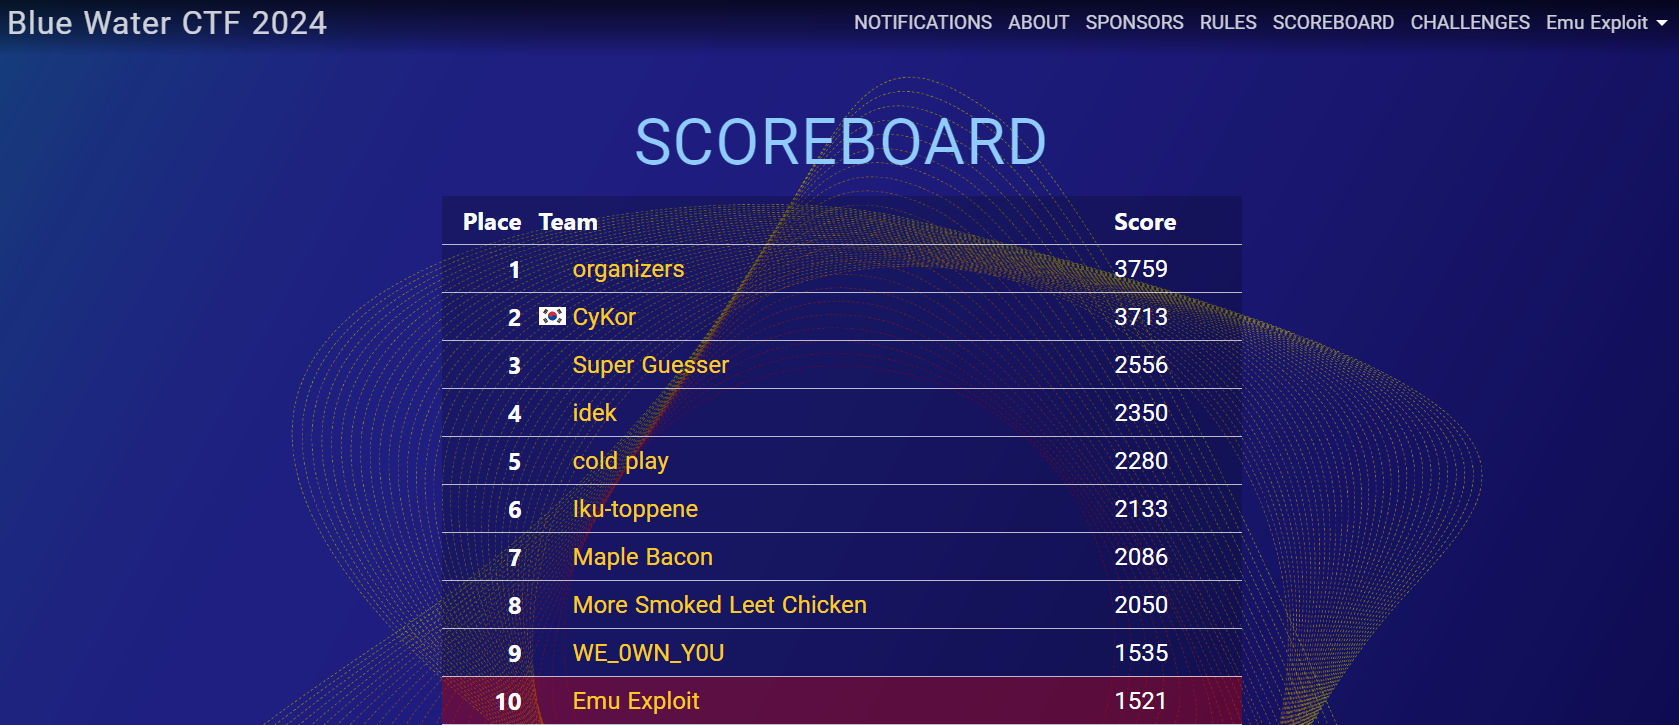 Blue Water CTF 2024 NOTIFICATIONS ABOUT SPONSORS RULES SCOREBOARD CHALLENGES Emu Exploit
SCOREBOARD
Place Team Score
1 organizers 3759
2 CyKor 3713
3 Super Guesser 2556
4 idek 2350
5 cold play 2280
6 Iku-toppene 2133
7 Maple Bacon 2086
8 More Smoked Leet Chicken 2050
9 WE_0WN_Y0U 1535
10 Emu Exploit 1521